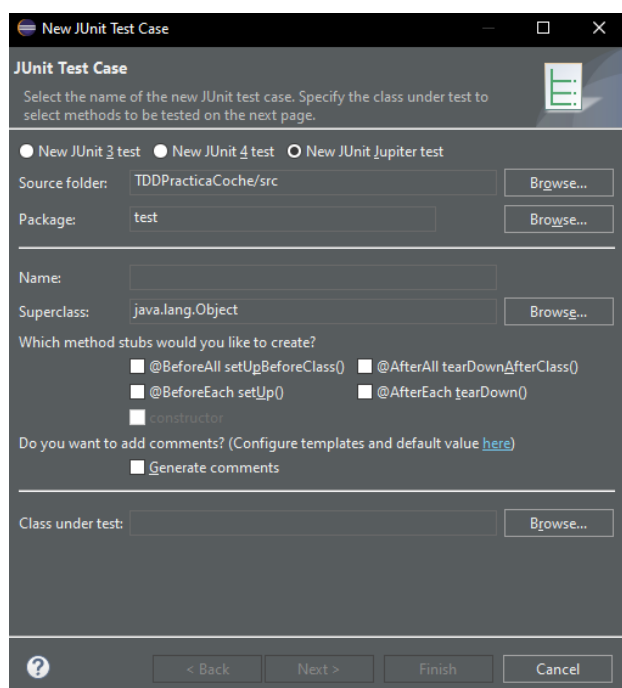 New JUnit Test Case
JUnit Test Case
Select the name of the new JUnit test case. Specify the class under test to
select methods to be tested on the next page.
New JUnit 3 test New JUnit 4 test New JUnit Jupiter test
Source folder: TDDPracticaCoche/src Browse...
Package: test Browse...
Name:
Superclass: java.lang.Object Browse...
Which method stubs would you like to create?
@BeforeAll setUpBeforeClass() @AfterAll tearDownAfterClass()
@BeforeEach setUp() @AfterEach tearDown()
constructor
Do you want to add comments? (Configure templates and default value here)
Generate comments
Class under test: Browse...
? < Back Next > Finish Cancel